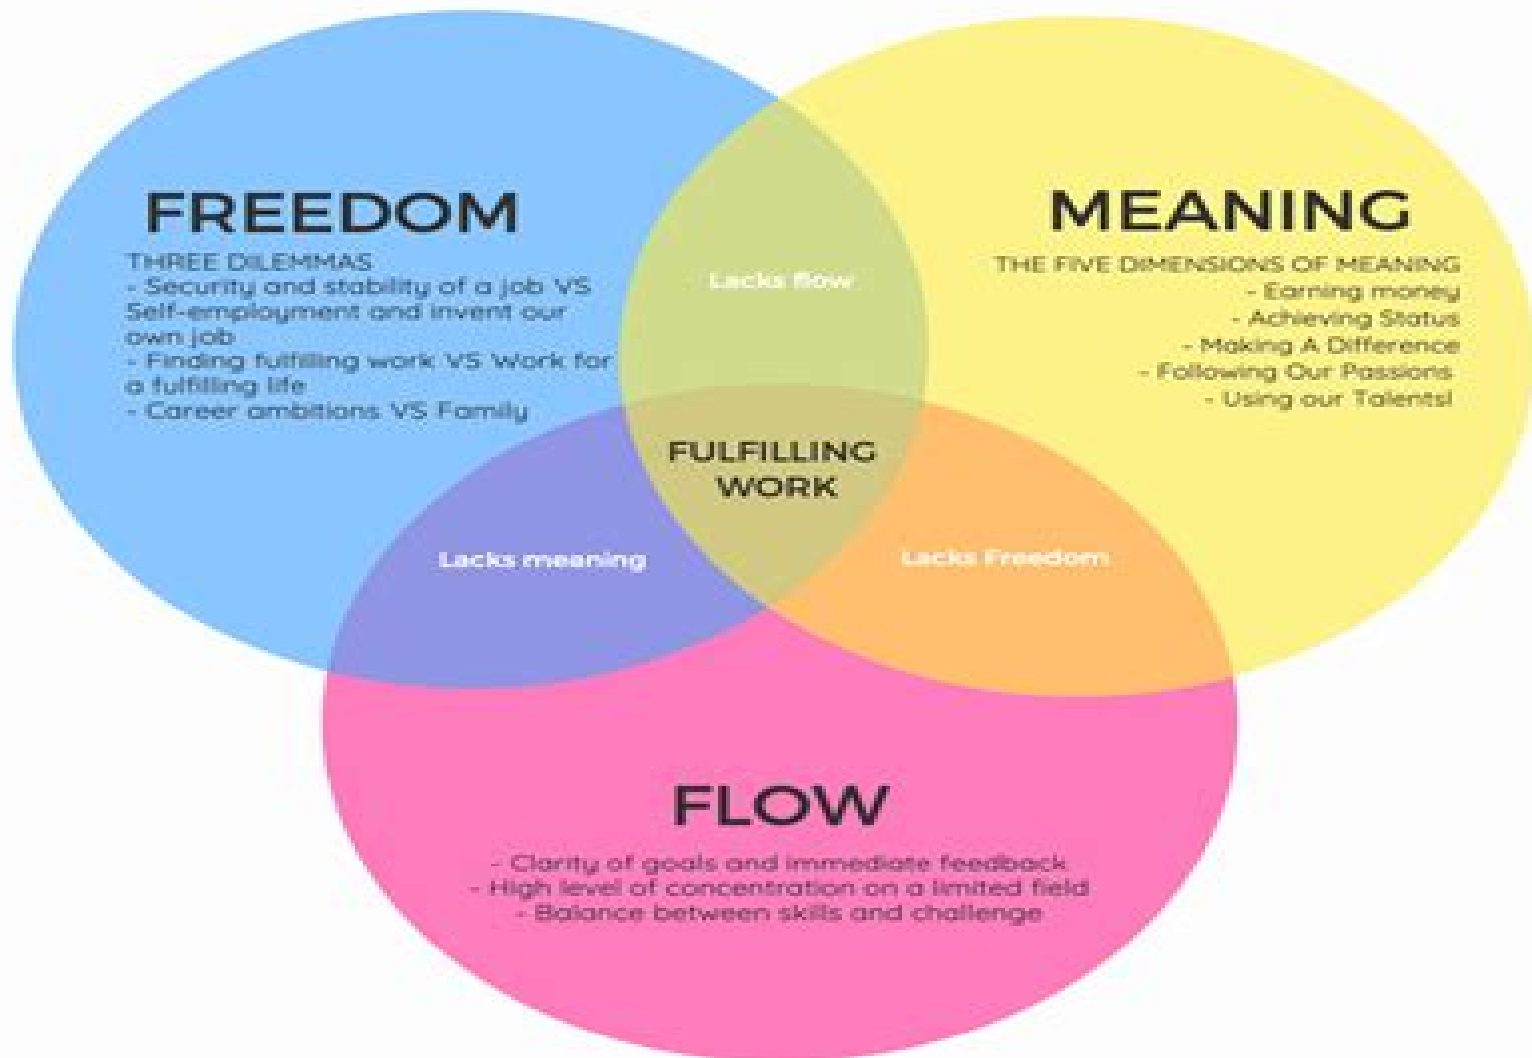 FREEDOM
THREE DILEMMAS
- Security and stability of a job VS
Self-employment and invent our
own job
- Finding fulfilling work VS Work for
a fulfilling life
- Career ambitions VS Family
MEANING
THE FIVE DIMENSIONS OF MEANING
- Earning money
- Achieving Status
- Making A Difference
- Following Our Passions
- Using our Talents!
Lacks flow
FULFILLING
WORK
Lacks meaning
Lacks Freedom
FLOW
- Clarity of goals and immediate feedback
- High level of concentration on a limited field
- Balance between skills and challenge